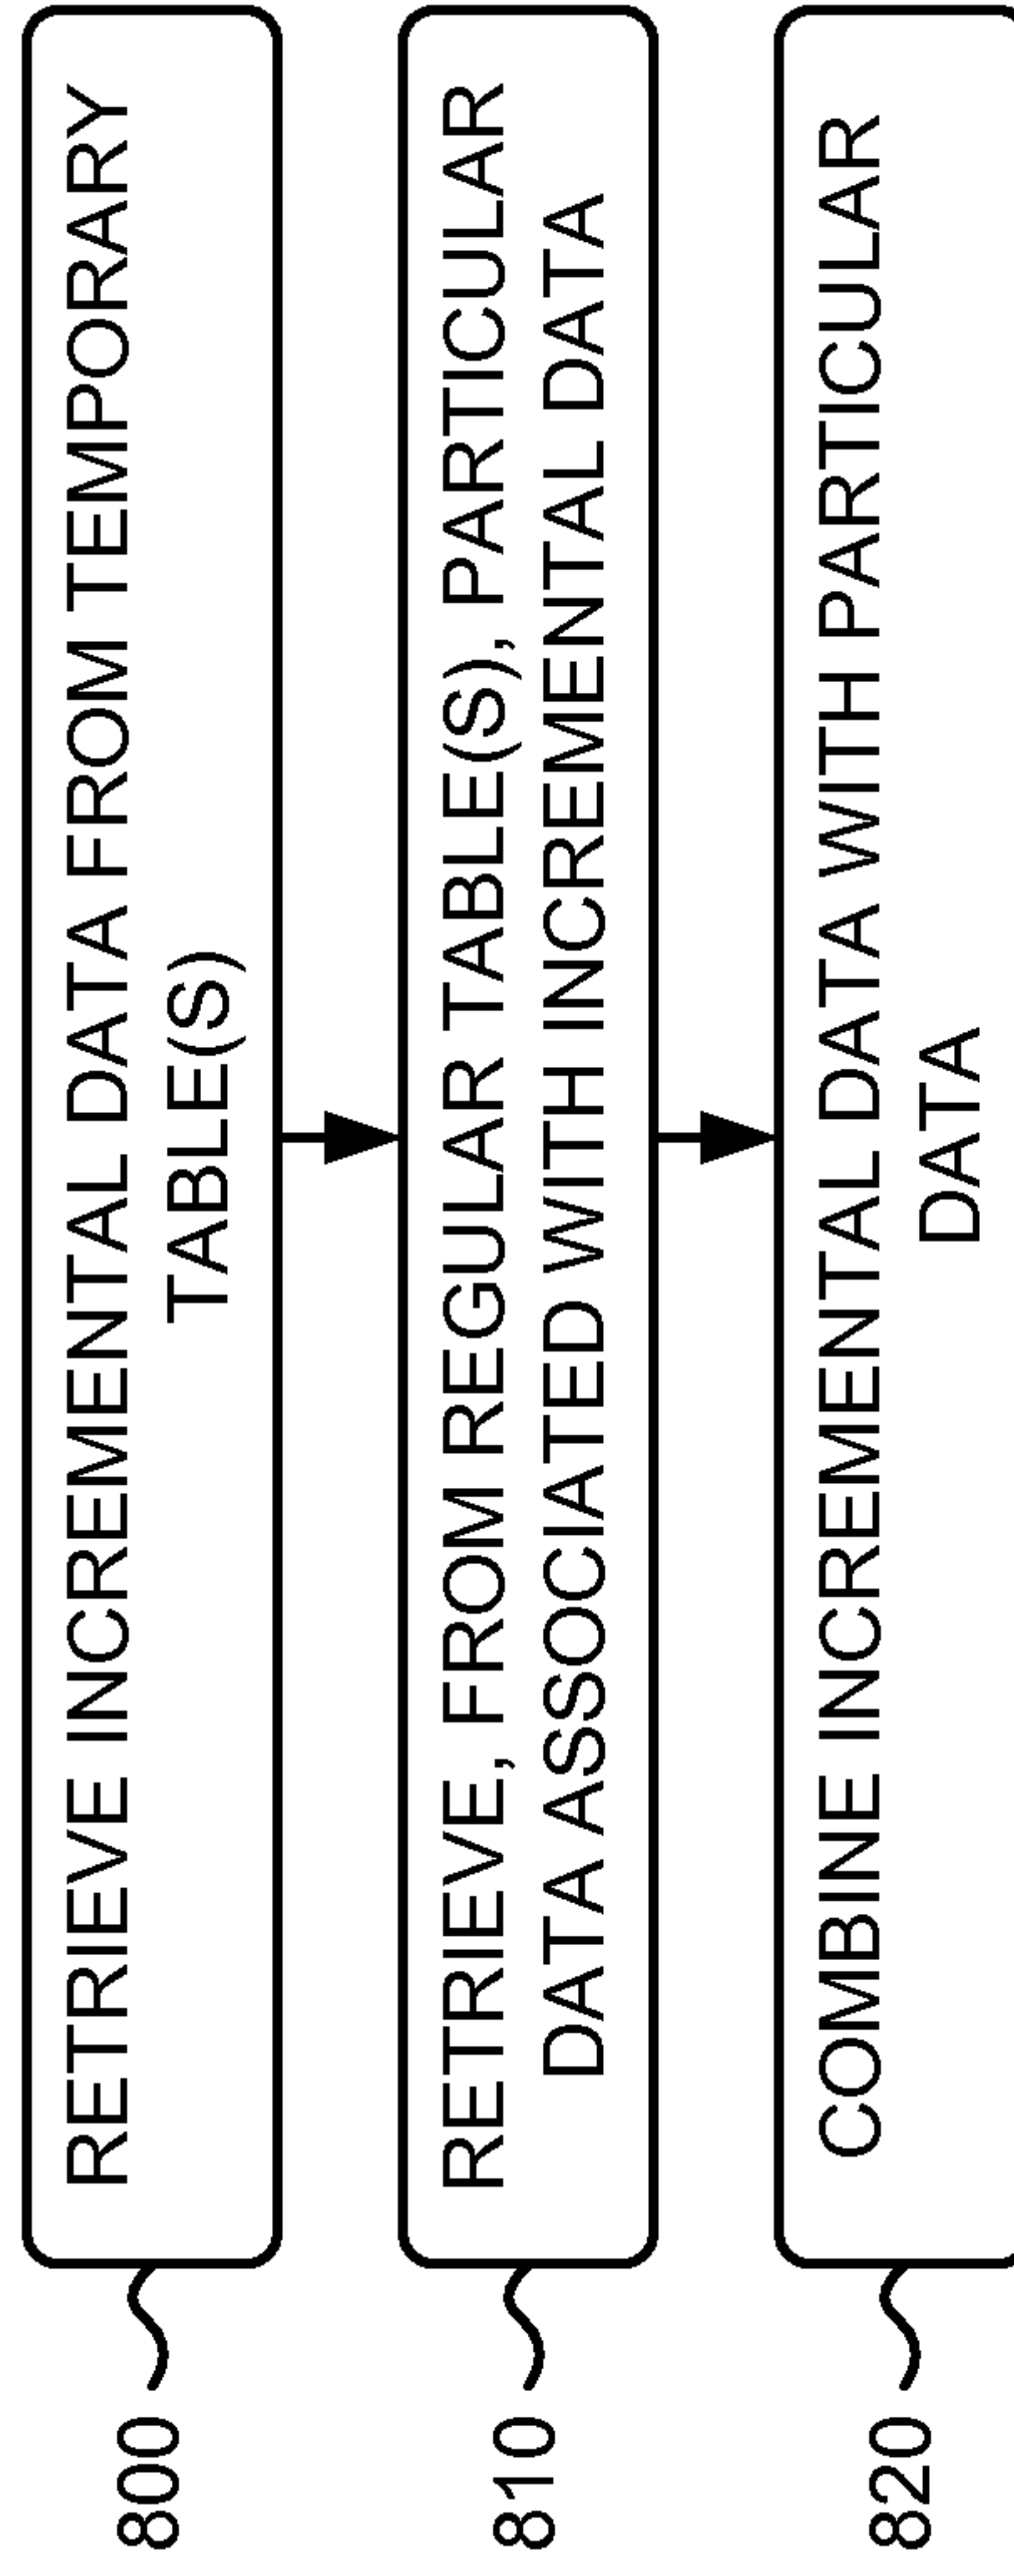 800
RETRIEVE INCREMENTAL DATA FROM TEMPORARY
TABLE(S)
810
RETRIEVE, FROM REGULAR TABLE(S), PARTICULAR
DATA ASSOCIATED WITH INCREMENTAL DATA
820
COMBINE INCREMENTAL DATA WITH PARTICULAR
DATA